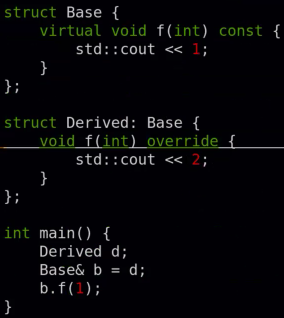 struct Base {
    virtual void f(int) const {
        std::cout << 1;
    }
};

struct Derived: Base {
    void f(int) override {
        std::cout << 2;
    }
};

int main() {
    Derived d;
    Base& b = d;
    b.f(1);
}